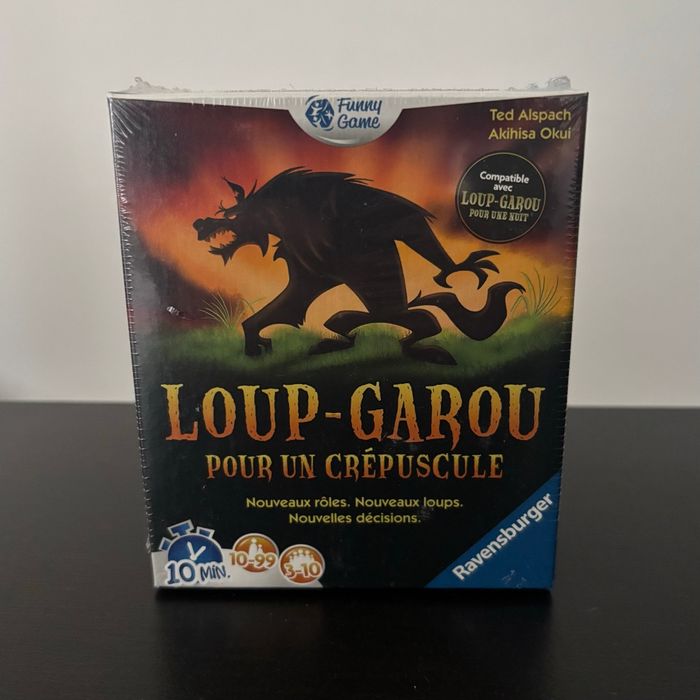 Funny
Game
Ted Alspach
Akihisa Okui
Compatible
avec
LOUP-GAROU
POUR UNE NUIT
LOUP-GAROU
POUR UN CRÉPUSCULE
Nouveaux rôles. Nouveaux loups.
Nouvelles décisions.
10 MIN.
10-99
3-10
Ravensburger